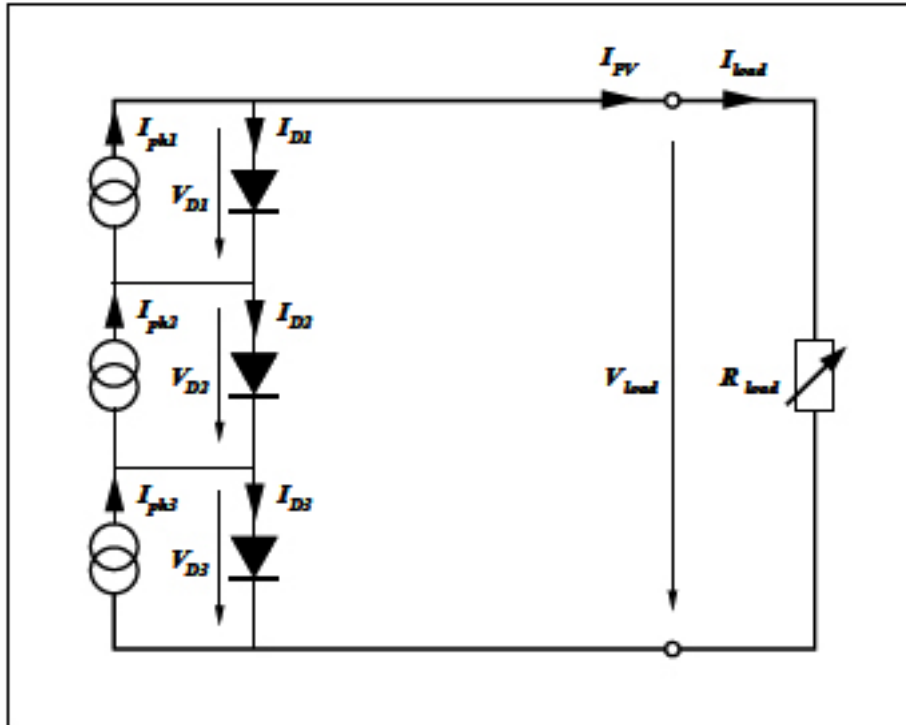 I_PV I_load
I_ph1 I_D1
V_D1
I_ph2 I_D2
V_D2 V_load R_load
I_ph3 I_D3
V_D3